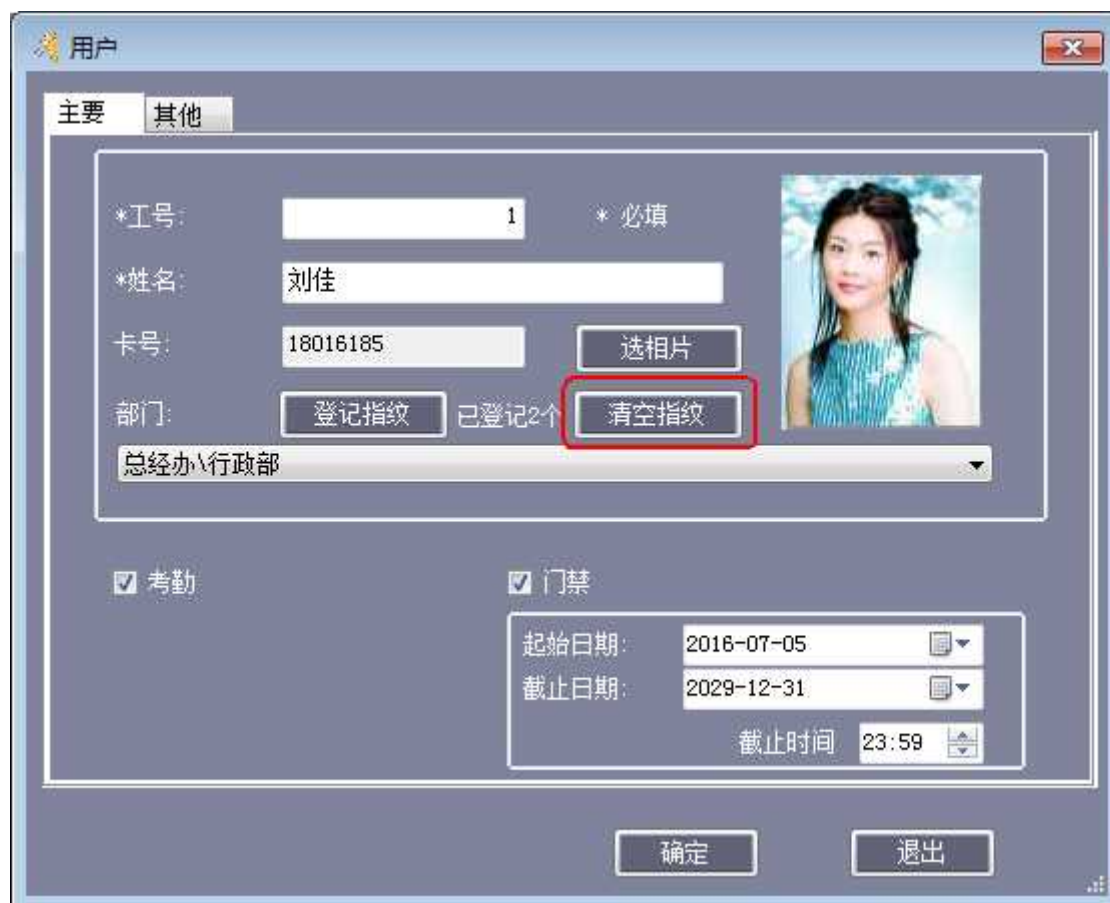 用户
主要 其他
*工号: 1 * 必填
*姓名: 刘佳
卡号: 18016185 选相片
部门: 登记指纹 已登记2个 清空指纹
总经办\行政部
考勤 门禁
起始日期: 2016-07-05
截止日期: 2029-12-31
截止时间 23:59
确定 退出